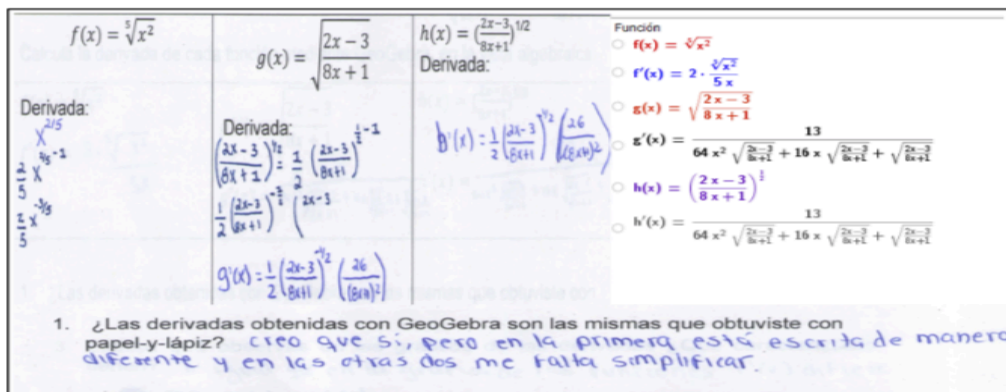 f(x) = ⁵√x²
Derivada:
x^2/5
2/5 x^2/5 - 1
2/5 x^-3/5
g(x) = √((2x − 3)/(8x + 1))
Derivada:
((2x-3)/(8x+1))^1/2 = 1/2 ((2x-3)/(8x+1))^1/2 - 1
1/2 ((2x-3)/(8x+1))^-1/2 (2x-3
g'(x) = 1/2 ((2x-3)/(8x+1))^-1/2 (26/(8x+1)²)
h(x) = ((2x−3)/(8x+1))^1/2
Derivada:
h'(x) = 1/2 ((2x-3)/(8x+1))^-1/2 (26/(8x+1)²)
Función
f(x) = ⁵√x²
f′(x) = 2 · ⁵√x²/(5 x)
g(x) = √((2 x − 3)/(8 x + 1))
g′(x) = 13/(64 x² √((2x−3)/(8x+1)) + 16 x √((2x−3)/(8x+1)) + √((2x−3)/(8x+1)))
h(x) = ((2 x − 3)/(8 x + 1))^1/2
h′(x) = 13/(64 x² √((2x−3)/(8x+1)) + 16 x √((2x−3)/(8x+1)) + √((2x−3)/(8x+1)))
1. ¿Las derivadas obtenidas con GeoGebra son las mismas que obtuviste con
papel-y-lápiz? creo que sí, pero en la primera está escrita de manera
diferente y en las otras dos me falta simplificar.